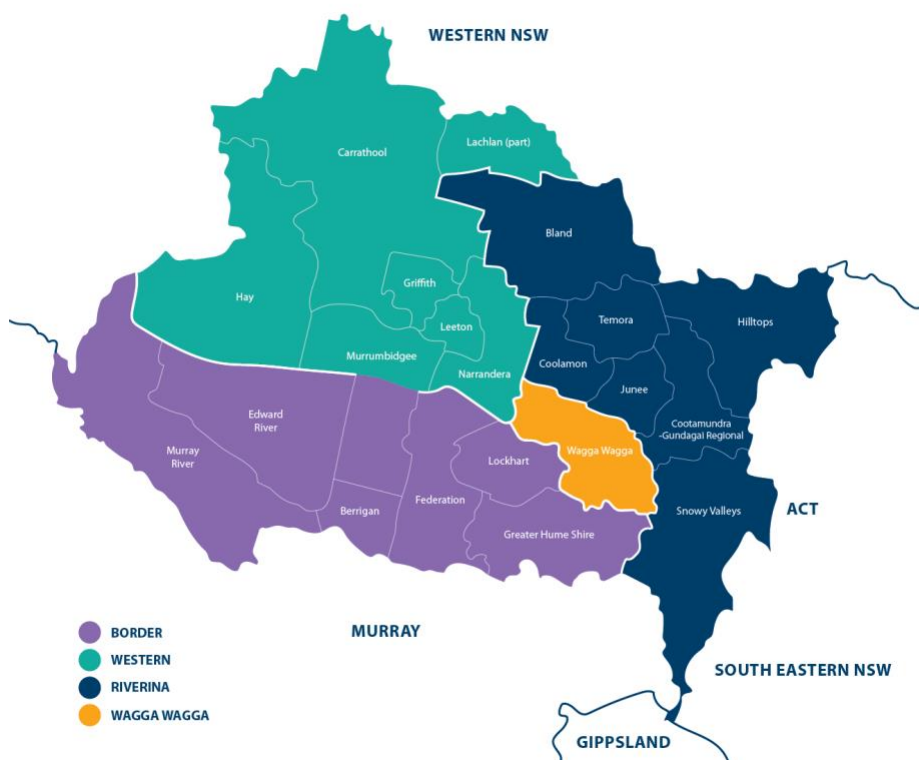 WESTERN NSW
Lachlan (part)
Carrathool
Bland
Griffith
Hay
Temora
Hilltops
Leeton
Murrumbidgee
Coolamon
Narrandera
Junee
Edward
River
Cootamundra
-Gundagai Regional
Murray
River
Wagga Wagga
Lockhart
Federation
Berrigan
Snowy Valleys
ACT
Greater Hume Shire
MURRAY
BORDER
WESTERN
RIVERINA
WAGGA WAGGA
SOUTH EASTERN NSW
GIPPSLAND